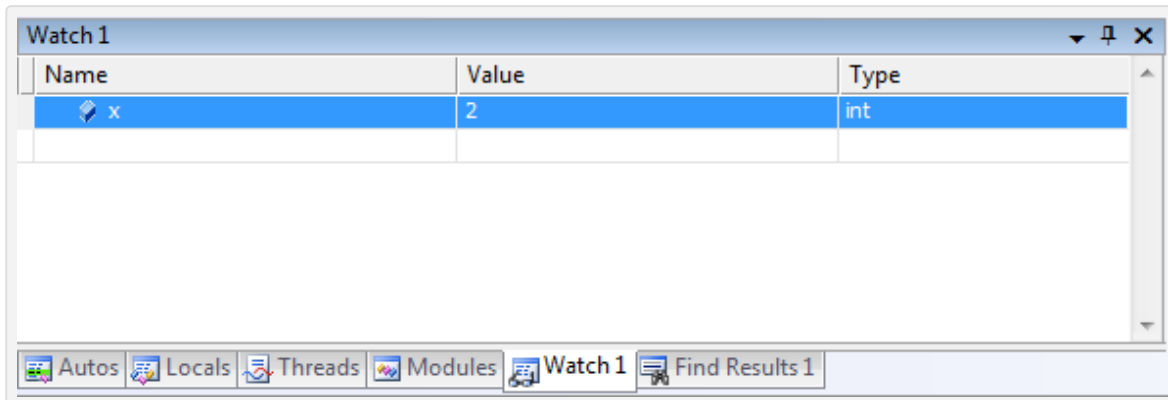 Watch 1
Name Value Type
x 2 int
Autos Locals Threads Modules Watch 1 Find Results 1